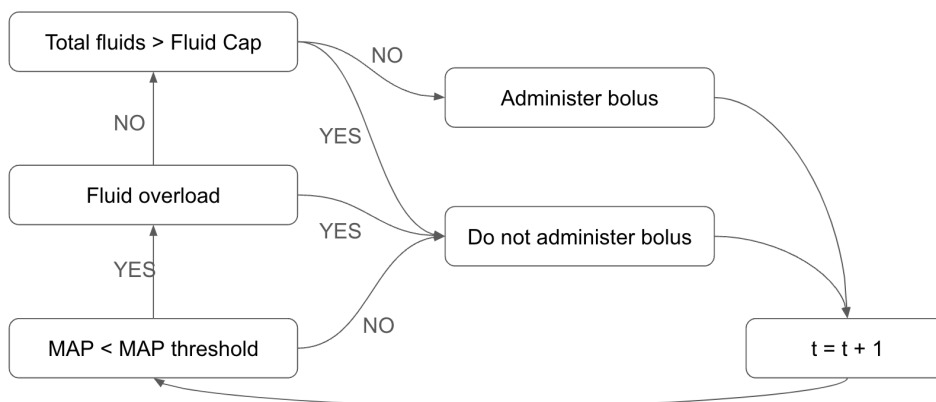 Total fluids > Fluid Cap
NO
Administer bolus
NO
YES
Fluid overload
YES
Do not administer bolus
YES
NO
MAP < MAP threshold
t = t + 1